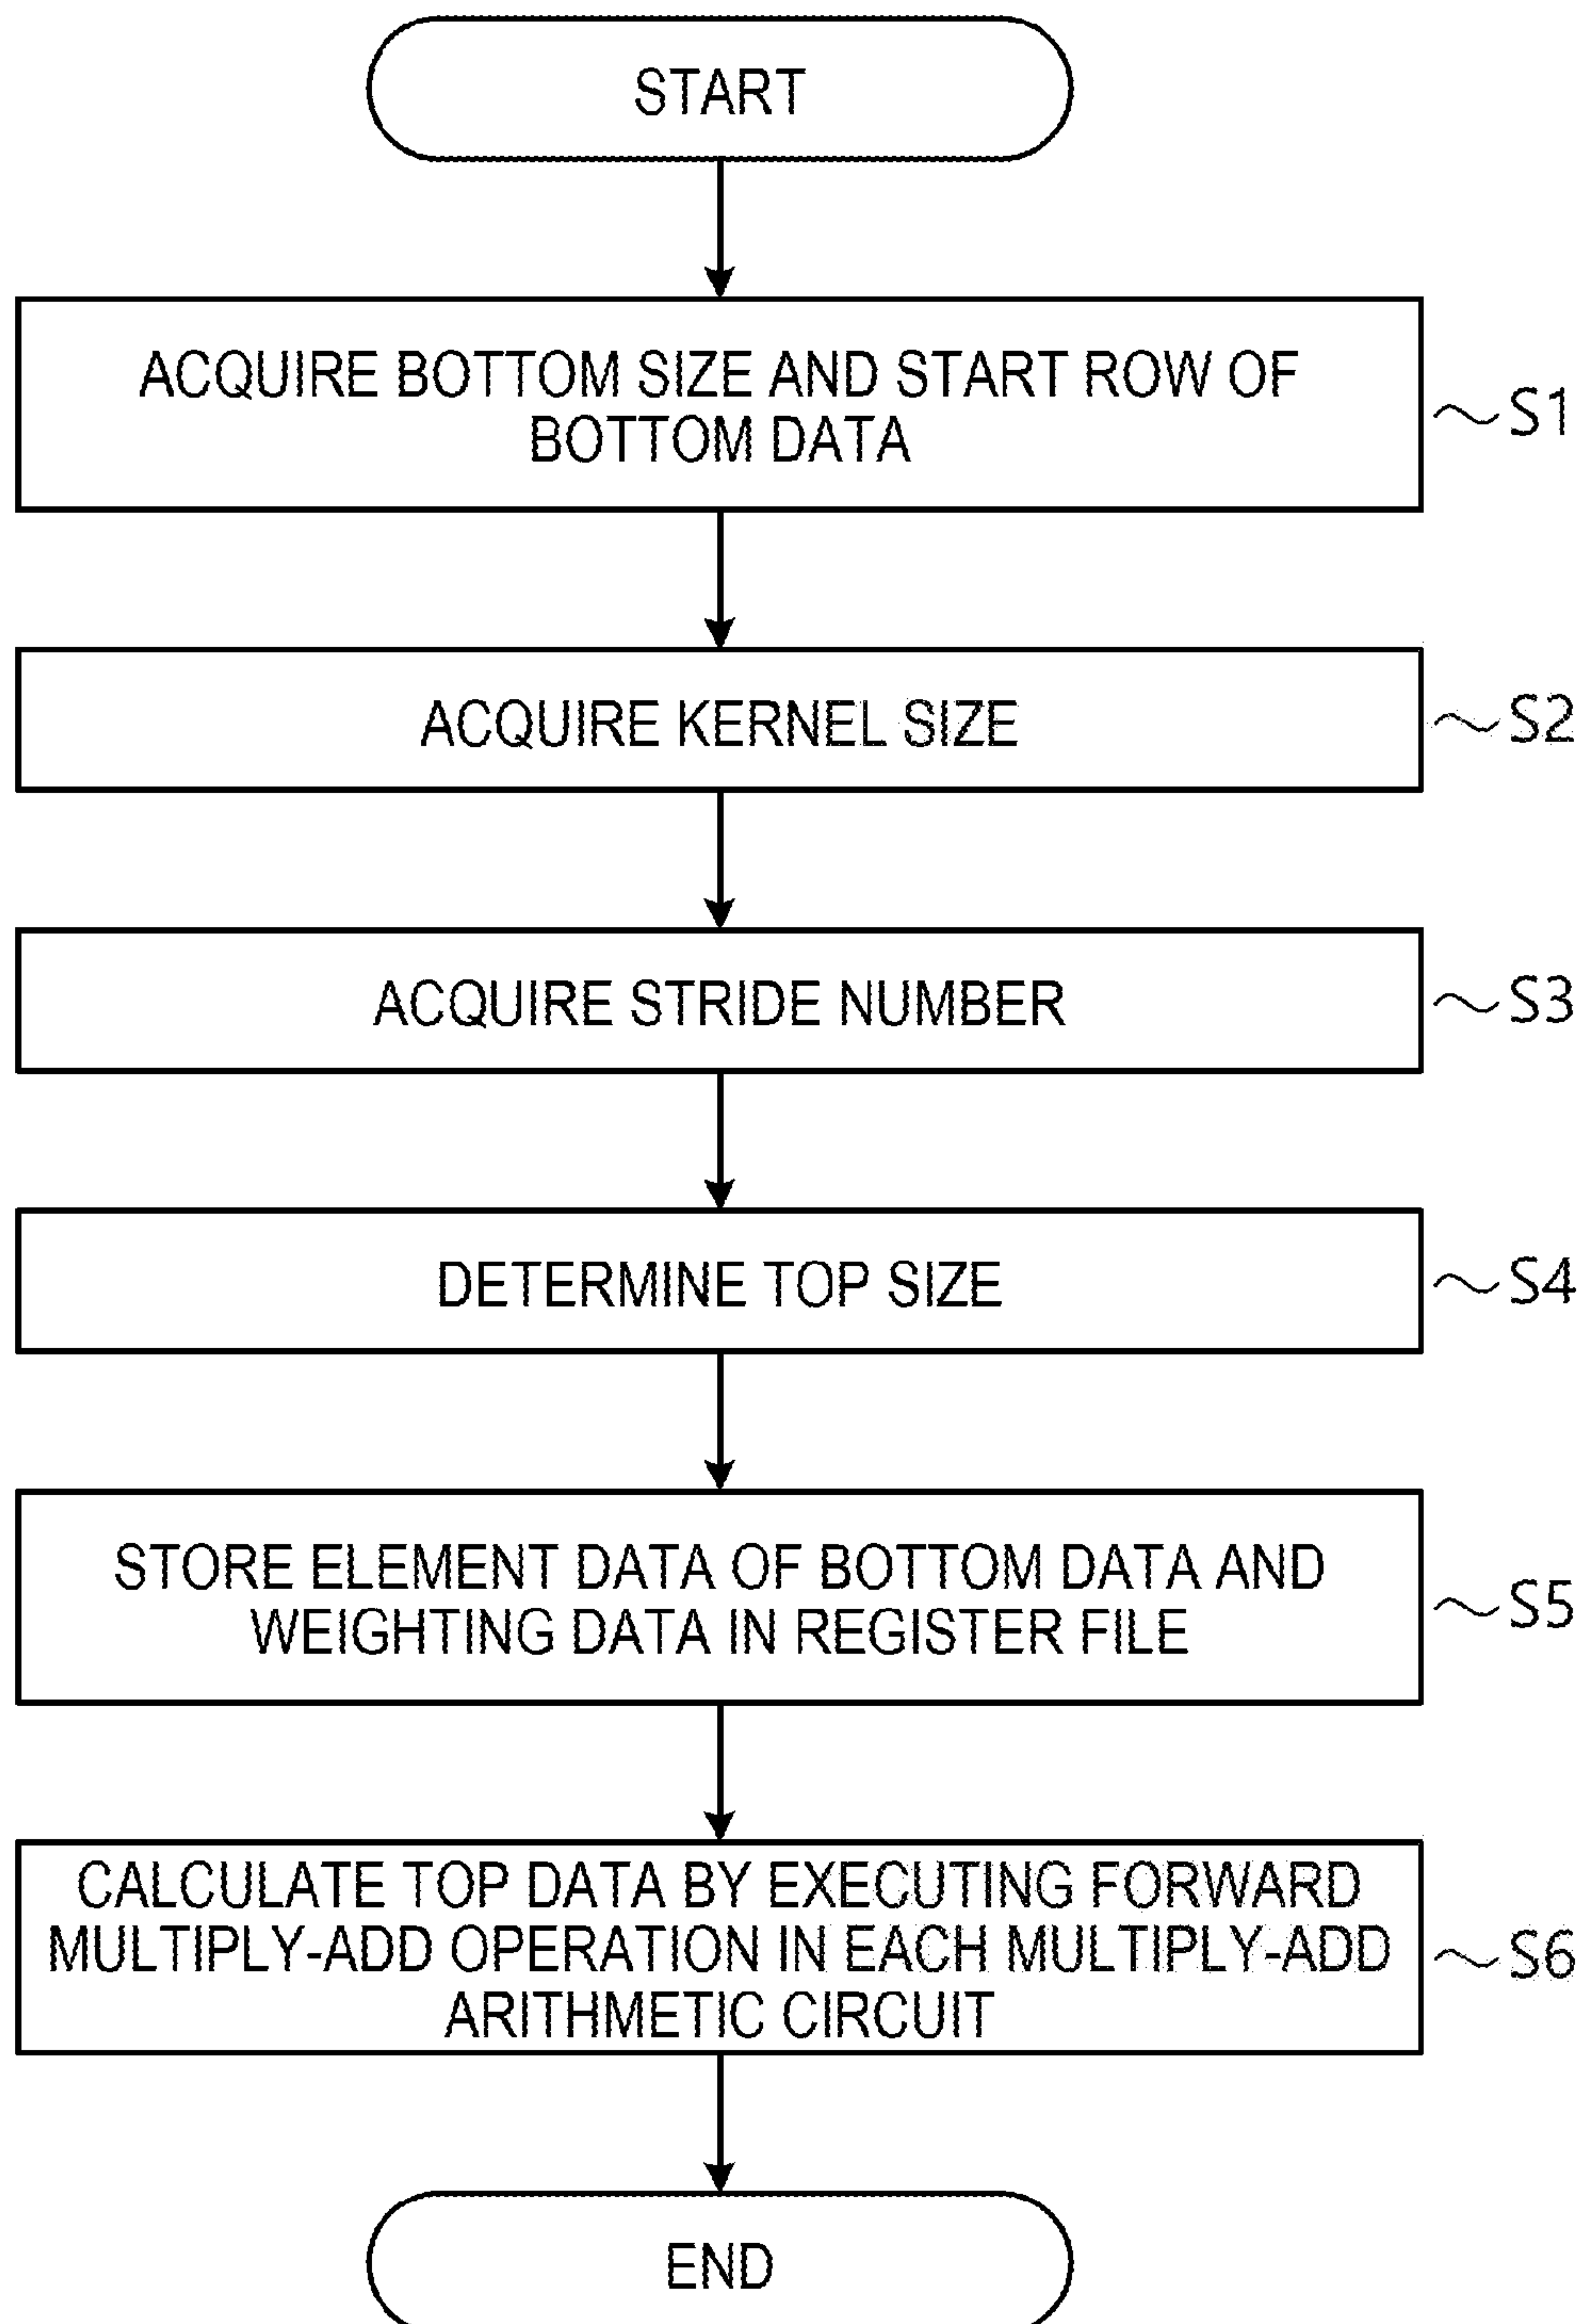 START
ACQUIRE BOTTOM SIZE AND START ROW OF
BOTTOM DATA
S1
ACQUIRE KERNEL SIZE
S2
ACQUIRE STRIDE NUMBER
S3
DETERMINE TOP SIZE
S4
STORE ELEMENT DATA OF BOTTOM DATA AND
WEIGHTING DATA IN REGISTER FILE
S5
CALCULATE TOP DATA BY EXECUTING FORWARD
MULTIPLY-ADD OPERATION IN EACH MULTIPLY-ADD
ARITHMETIC CIRCUIT
S6
END